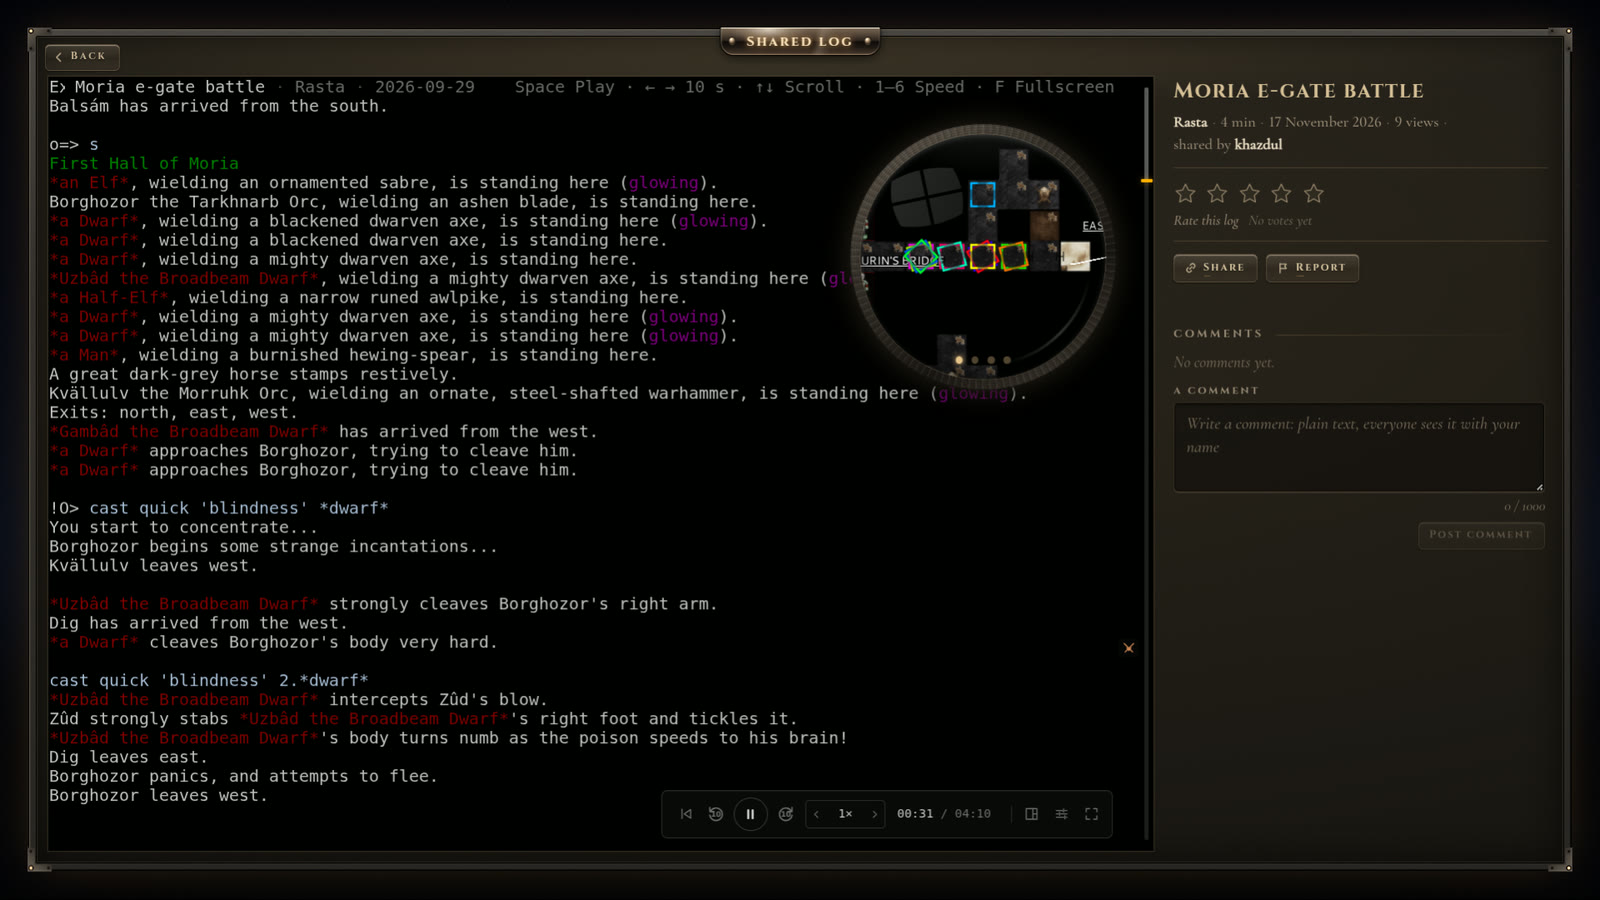 SHARED LOG
BACK
E› Moria e-gate battle · Rasta · 2026-09-29 Space Play · ← → 10 s · ↑↓ Scroll · 1–6 Speed · F Fullscreen
Balsám has arrived from the south.
o=> s
First Hall of Moria
*an Elf*, wielding an ornamented sabre, is standing here (glowing).
Borghozor the Tarkhnarb Orc, wielding an ashen blade, is standing here.
*a Dwarf*, wielding a blackened dwarven axe, is standing here (glowing).
*a Dwarf*, wielding a blackened dwarven axe, is standing here.
*a Dwarf*, wielding a mighty dwarven axe, is standing here.
*Uzbâd the Broadbeam Dwarf*, wielding a mighty dwarven axe, is standing here (gl
*a Half-Elf*, wielding a narrow runed awlpike, is standing here.
*a Dwarf*, wielding a mighty dwarven axe, is standing here (glowing).
*a Dwarf*, wielding a mighty dwarven axe, is standing here (glowing).
*a Man*, wielding a burnished hewing-spear, is standing here.
A great dark-grey horse stamps restively.
Kvällulv the Morruhk Orc, wielding an ornate, steel-shafted warhammer, is standing here (glowing).
Exits: north, east, west.
*Gambâd the Broadbeam Dwarf* has arrived from the west.
*a Dwarf* approaches Borghozor, trying to cleave him.
*a Dwarf* approaches Borghozor, trying to cleave him.
!O> cast quick 'blindness' *dwarf*
You start to concentrate...
Borghozor begins some strange incantations...
Kvällulv leaves west.
*Uzbâd the Broadbeam Dwarf* strongly cleaves Borghozor's right arm.
Dig has arrived from the west.
*a Dwarf* cleaves Borghozor's body very hard.
cast quick 'blindness' 2.*dwarf*
*Uzbâd the Broadbeam Dwarf* intercepts Zûd's blow.
Zûd strongly stabs *Uzbâd the Broadbeam Dwarf*'s right foot and tickles it.
*Uzbâd the Broadbeam Dwarf*'s body turns numb as the poison speeds to his brain!
Dig leaves east.
Borghozor panics, and attempts to flee.
Borghozor leaves west.
EAS
URIN'S BRIDGE
10
10
1×
00:31 / 04:10
MORIA E-GATE BATTLE
Rasta · 4 min · 17 November 2026 · 9 views ·
shared by khazdul
Rate this log No votes yet
SHARE
REPORT
COMMENTS
No comments yet.
A COMMENT
Write a comment: plain text, everyone sees it with your
name
0 / 1000
POST COMMENT